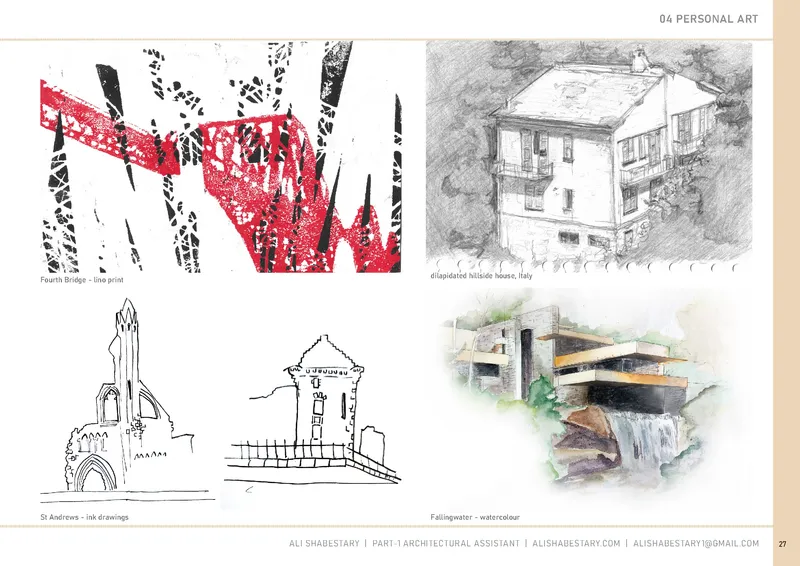 04 PERSONAL ART
Fourth Bridge - lino print
dilapidated hillside house, Italy
St Andrews - ink drawings
Fallingwater - watercolour
ALI SHABESTARY | PART-1 ARCHITECTURAL ASSISTANT | ALISHABESTARY.COM | ALISHABESTARY1@GMAIL.COM
27